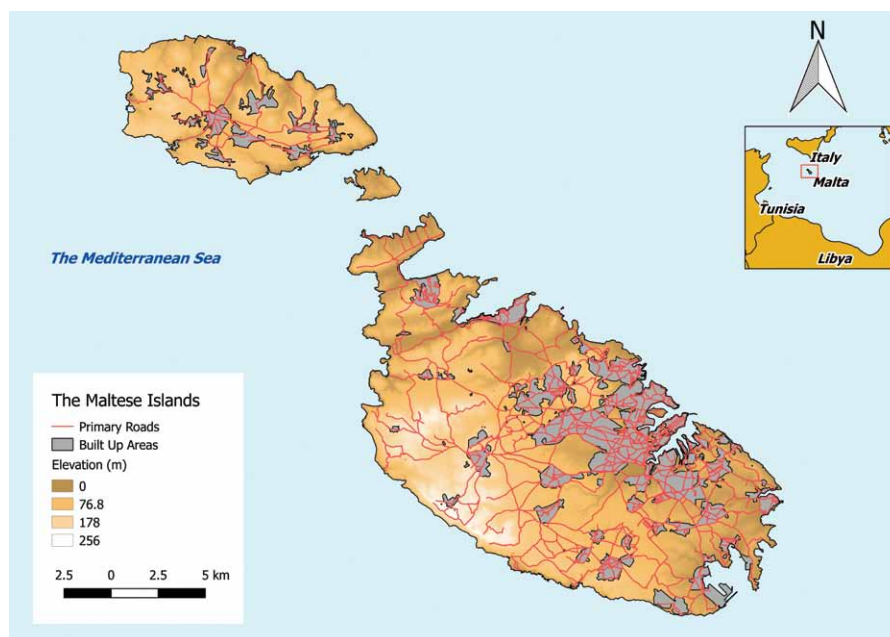 N
Italy
Malta
Tunisia
Libya
The Mediterranean Sea
The Maltese Islands
Primary Roads
Built Up Areas
Elevation (m)
0
76.8
178
256
2.5 0 2.5 5 km